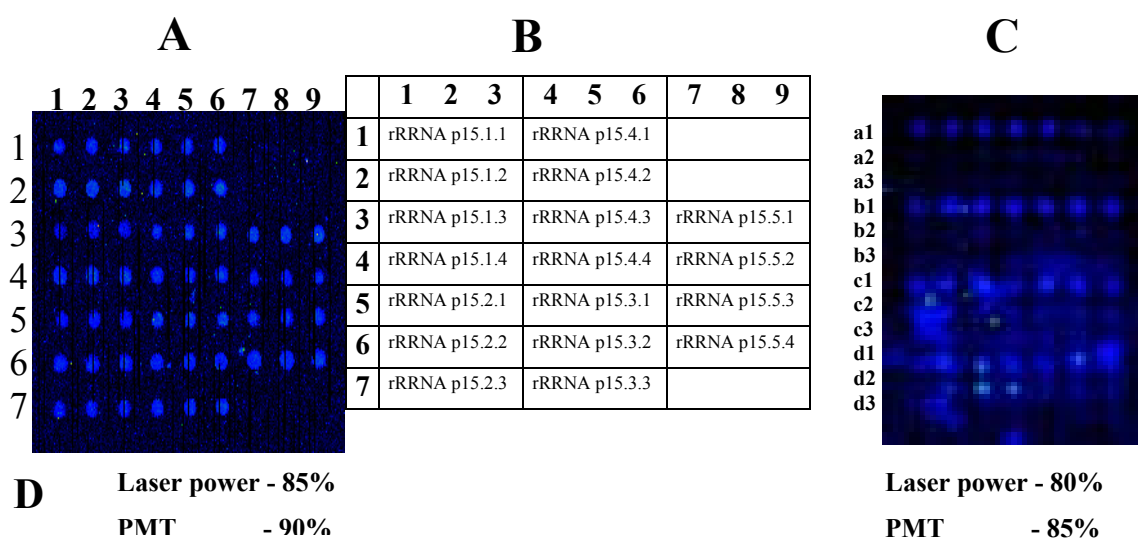 A
B
C
1 2 3 4 5 6 7 8 9
1
2
3
4
5
6
7
1 2 3 4 5 6 7 8 9
1 rRRNA p15.1.1 rRRNA p15.4.1
2 rRRNA p15.1.2 rRRNA p15.4.2
3 rRRNA p15.1.3 rRRNA p15.4.3 rRRNA p15.5.1
4 rRRNA p15.1.4 rRRNA p15.4.4 rRRNA p15.5.2
5 rRRNA p15.2.1 rRRNA p15.3.1 rRRNA p15.5.3
6 rRRNA p15.2.2 rRRNA p15.3.2 rRRNA p15.5.4
7 rRRNA p15.2.3 rRRNA p15.3.3
a1
a2
a3
b1
b2
b3
c1
c2
c3
d1
d2
d3
D
Laser power - 85%
PMT - 90%
Laser power - 80%
PMT - 85%